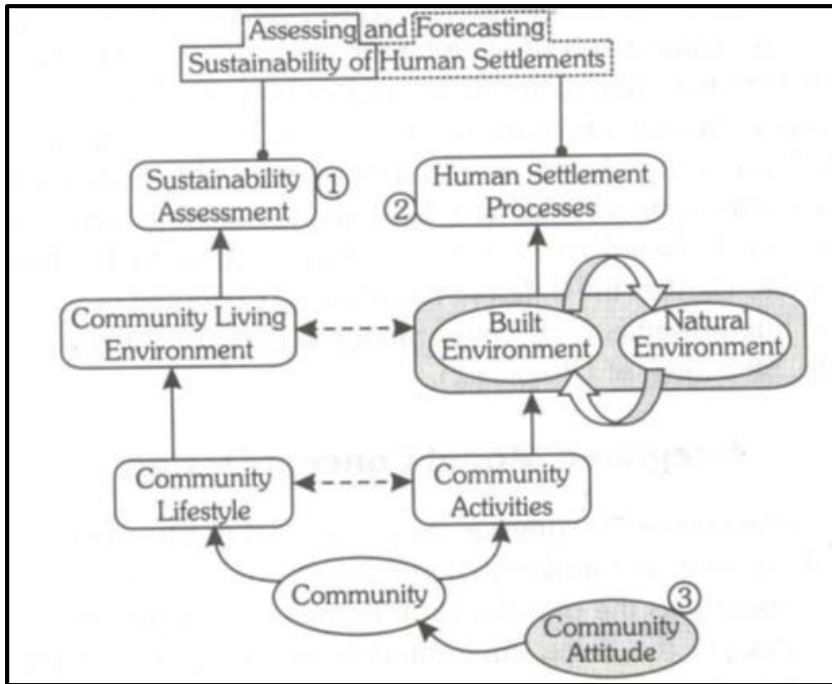 Assessing and Forecasting
Sustainability of Human Settlements
Sustainability
Assessment
①
②
Human Settlement
Processes
Community Living
Environment
Built
Environment
Natural
Environment
Community
Lifestyle
Community
Activities
Community
③
Community
Attitude